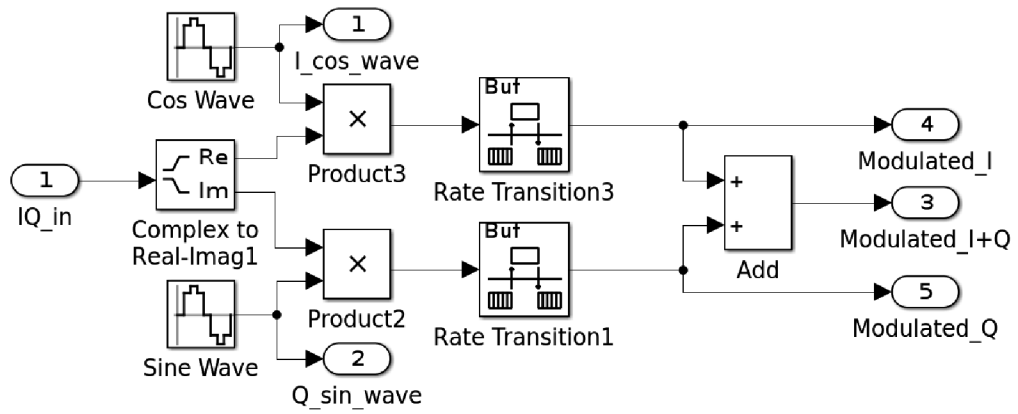 1
I_cos_wave
Cos Wave
×
Product3
Buf
Rate Transition3
4
Modulated_I
1
IQ_in
Re
Im
Complex to
Real-Imag1
+
+
Add
3
Modulated_I+Q
×
Product2
Buf
Rate Transition1
5
Modulated_Q
Sine Wave
2
Q_sin_wave